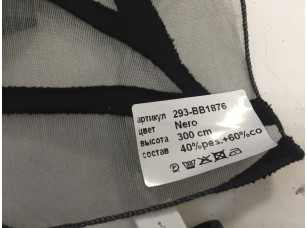 артикул 293-BB1876
цвет Nero
высота 300 cm
состав 40%pes.+60%co